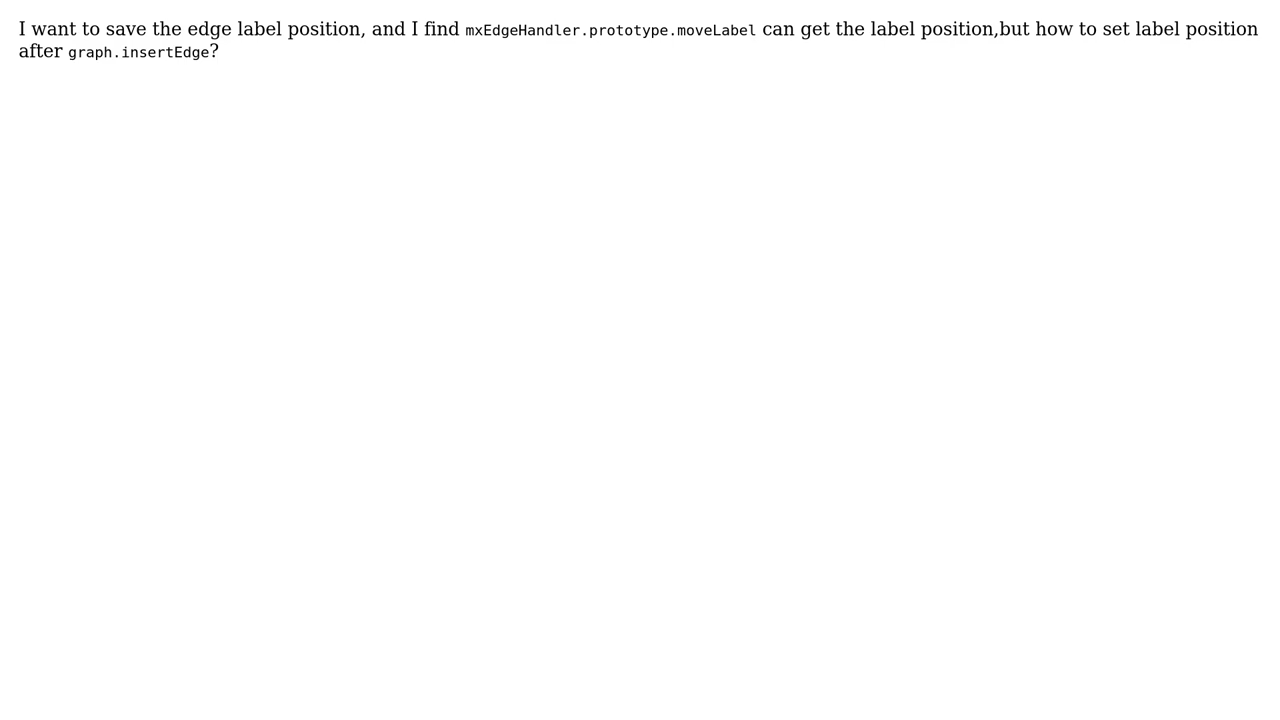 I want to save the edge label position, and I find mxEdgeHandler.prototype.moveLabel can get the label position,but how to set label position
after graph.insertEdge?